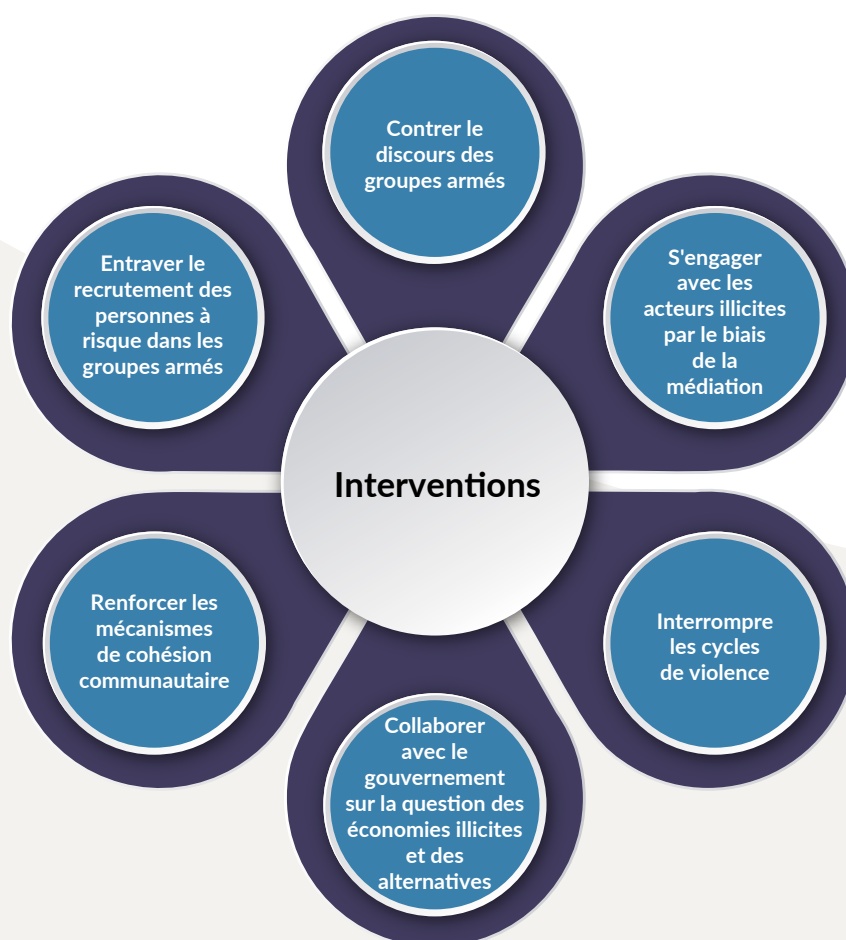 Contrer le
discours des
groupes armés
S'engager
avec les
acteurs illicites
par le biais
de la
médiation
Interrompre
les cycles
de violence
Collaborer
avec le
gouvernement
sur la question des
économies illicites
et des
alternatives
Renforcer les
mécanismes
de cohésion
communautaire
Entraver le
recrutement des
personnes à
risque dans les
groupes armés
Interventions